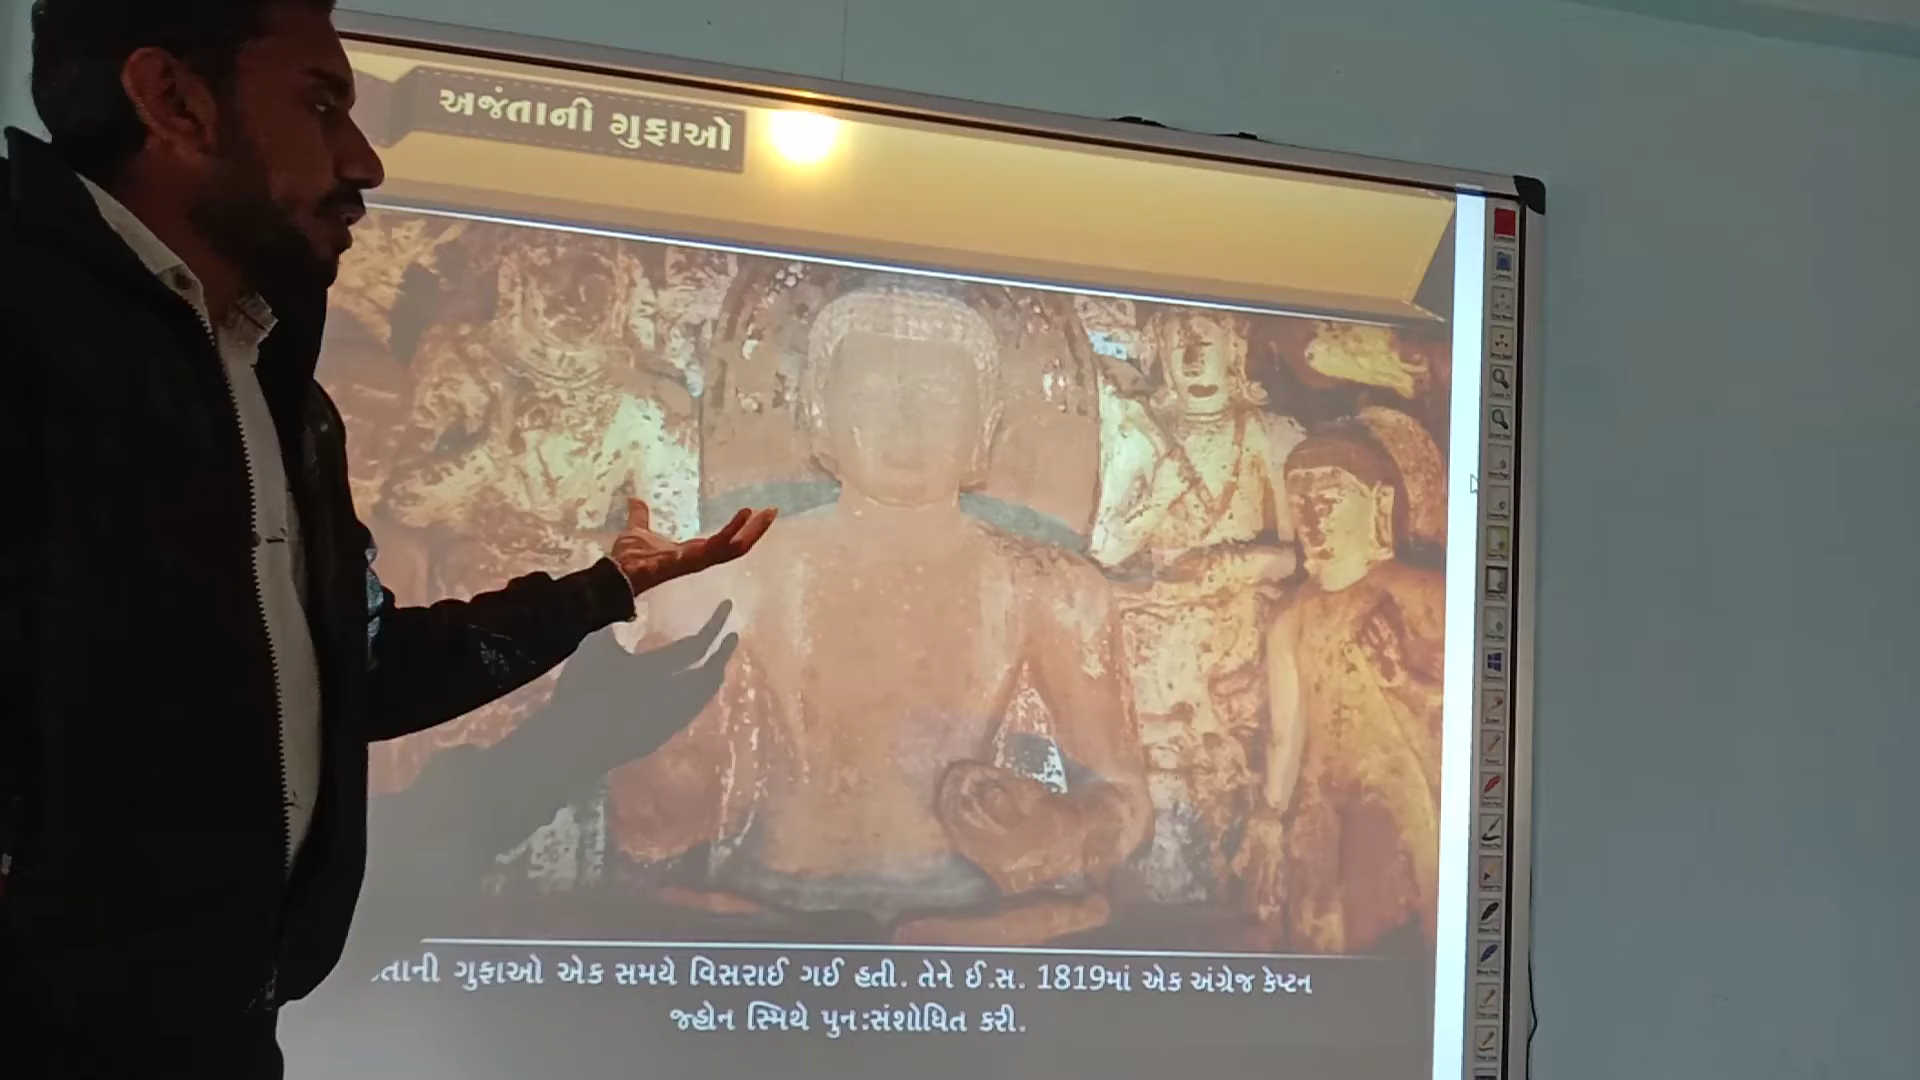 અજંતાની ગુફાઓ
તાની ગુફાઓ એક સમયે વિસરાઈ ગઈ હતી. તેને ઈ.સ. 1819માં એક અંગ્રેજ કેપ્ટન
જ્હોન સ્મિથે પુનઃસંશોધિત કરી.